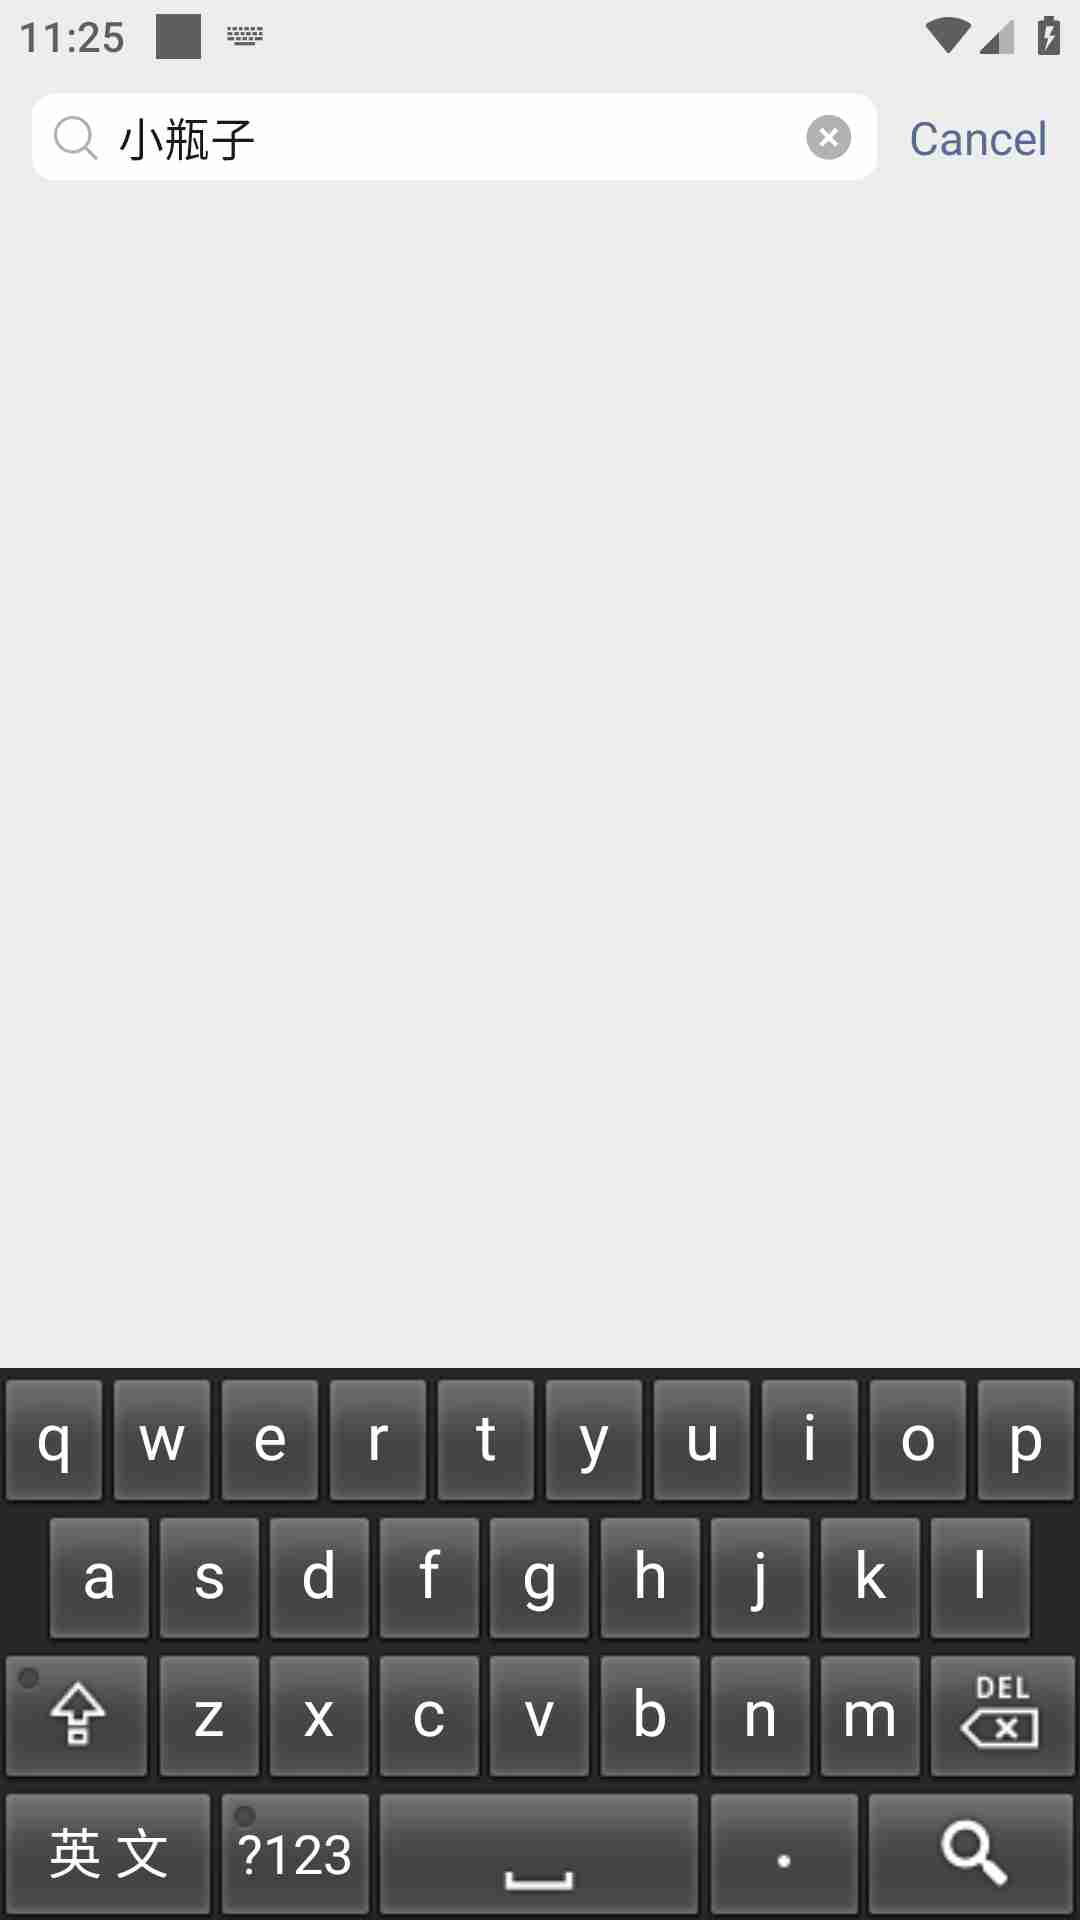 11:25
小瓶子 Cancel
q w e r t y u i o p
a s d f g h j k l
z x c v b n m DEL
英文 ?123 .